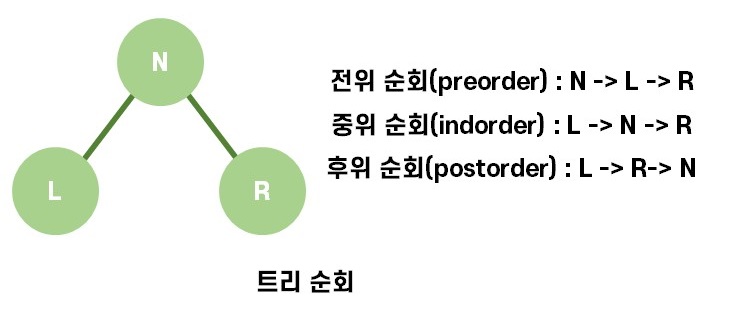 N
L
R
전위 순회(preorder) : N -> L -> R
중위 순회(indorder) : L -> N -> R
후위 순회(postorder) : L -> R-> N
트리 순회